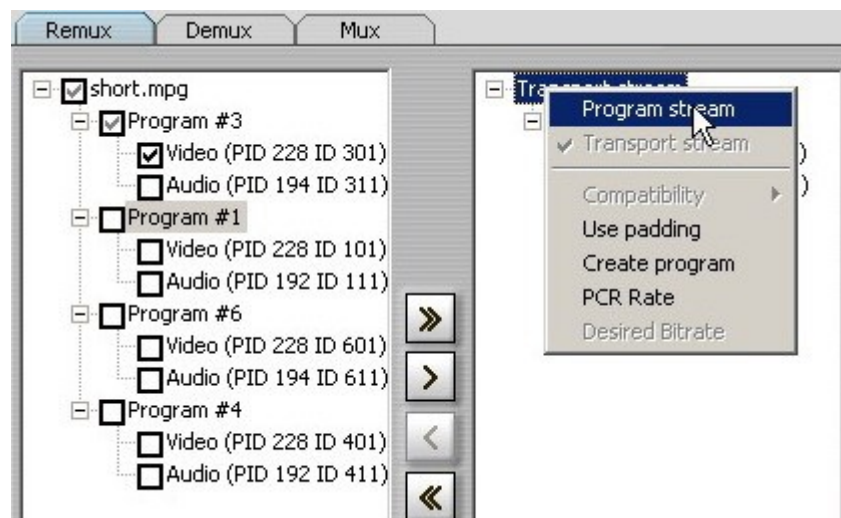 Remux
Demux
Mux
short.mpg
Program #3
Video (PID 228 ID 301)
Audio (PID 194 ID 311)
Program #1
Video (PID 228 ID 101)
Audio (PID 192 ID 111)
Program #6
Video (PID 228 ID 601)
Audio (PID 194 ID 611)
Program #4
Video (PID 228 ID 401)
Audio (PID 192 ID 411)
Program stream
Transport stream
Compatibility
Use padding
Create program
PCR Rate
Desired Bitrate